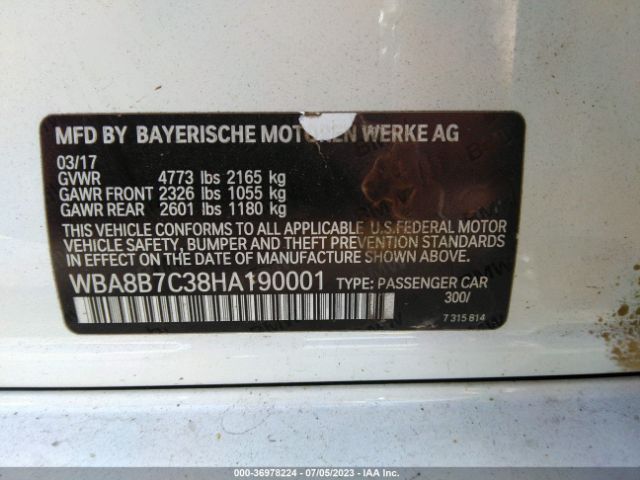 MFD BY BAYERISCHE MOTOREN WERKE AG
03/17
GVWR 4773 lbs 2165 kg
GAWR FRONT 2326 lbs 1055 kg
GAWR REAR 2601 lbs 1180 kg
THIS VEHICLE CONFORMS TO ALL APPLICABLE U.S.FEDERAL MOTOR
VEHICLE SAFETY, BUMPER AND THEFT PREVENTION STANDARDS
IN EFFECT ON THE DATE OF MANUFACTURE SHOWN ABOVE.
WBA8B7C38HA190001 TYPE: PASSENGER CAR
300/
7 315 814
000-36978224 - 07/05/2023 - IAA Inc.